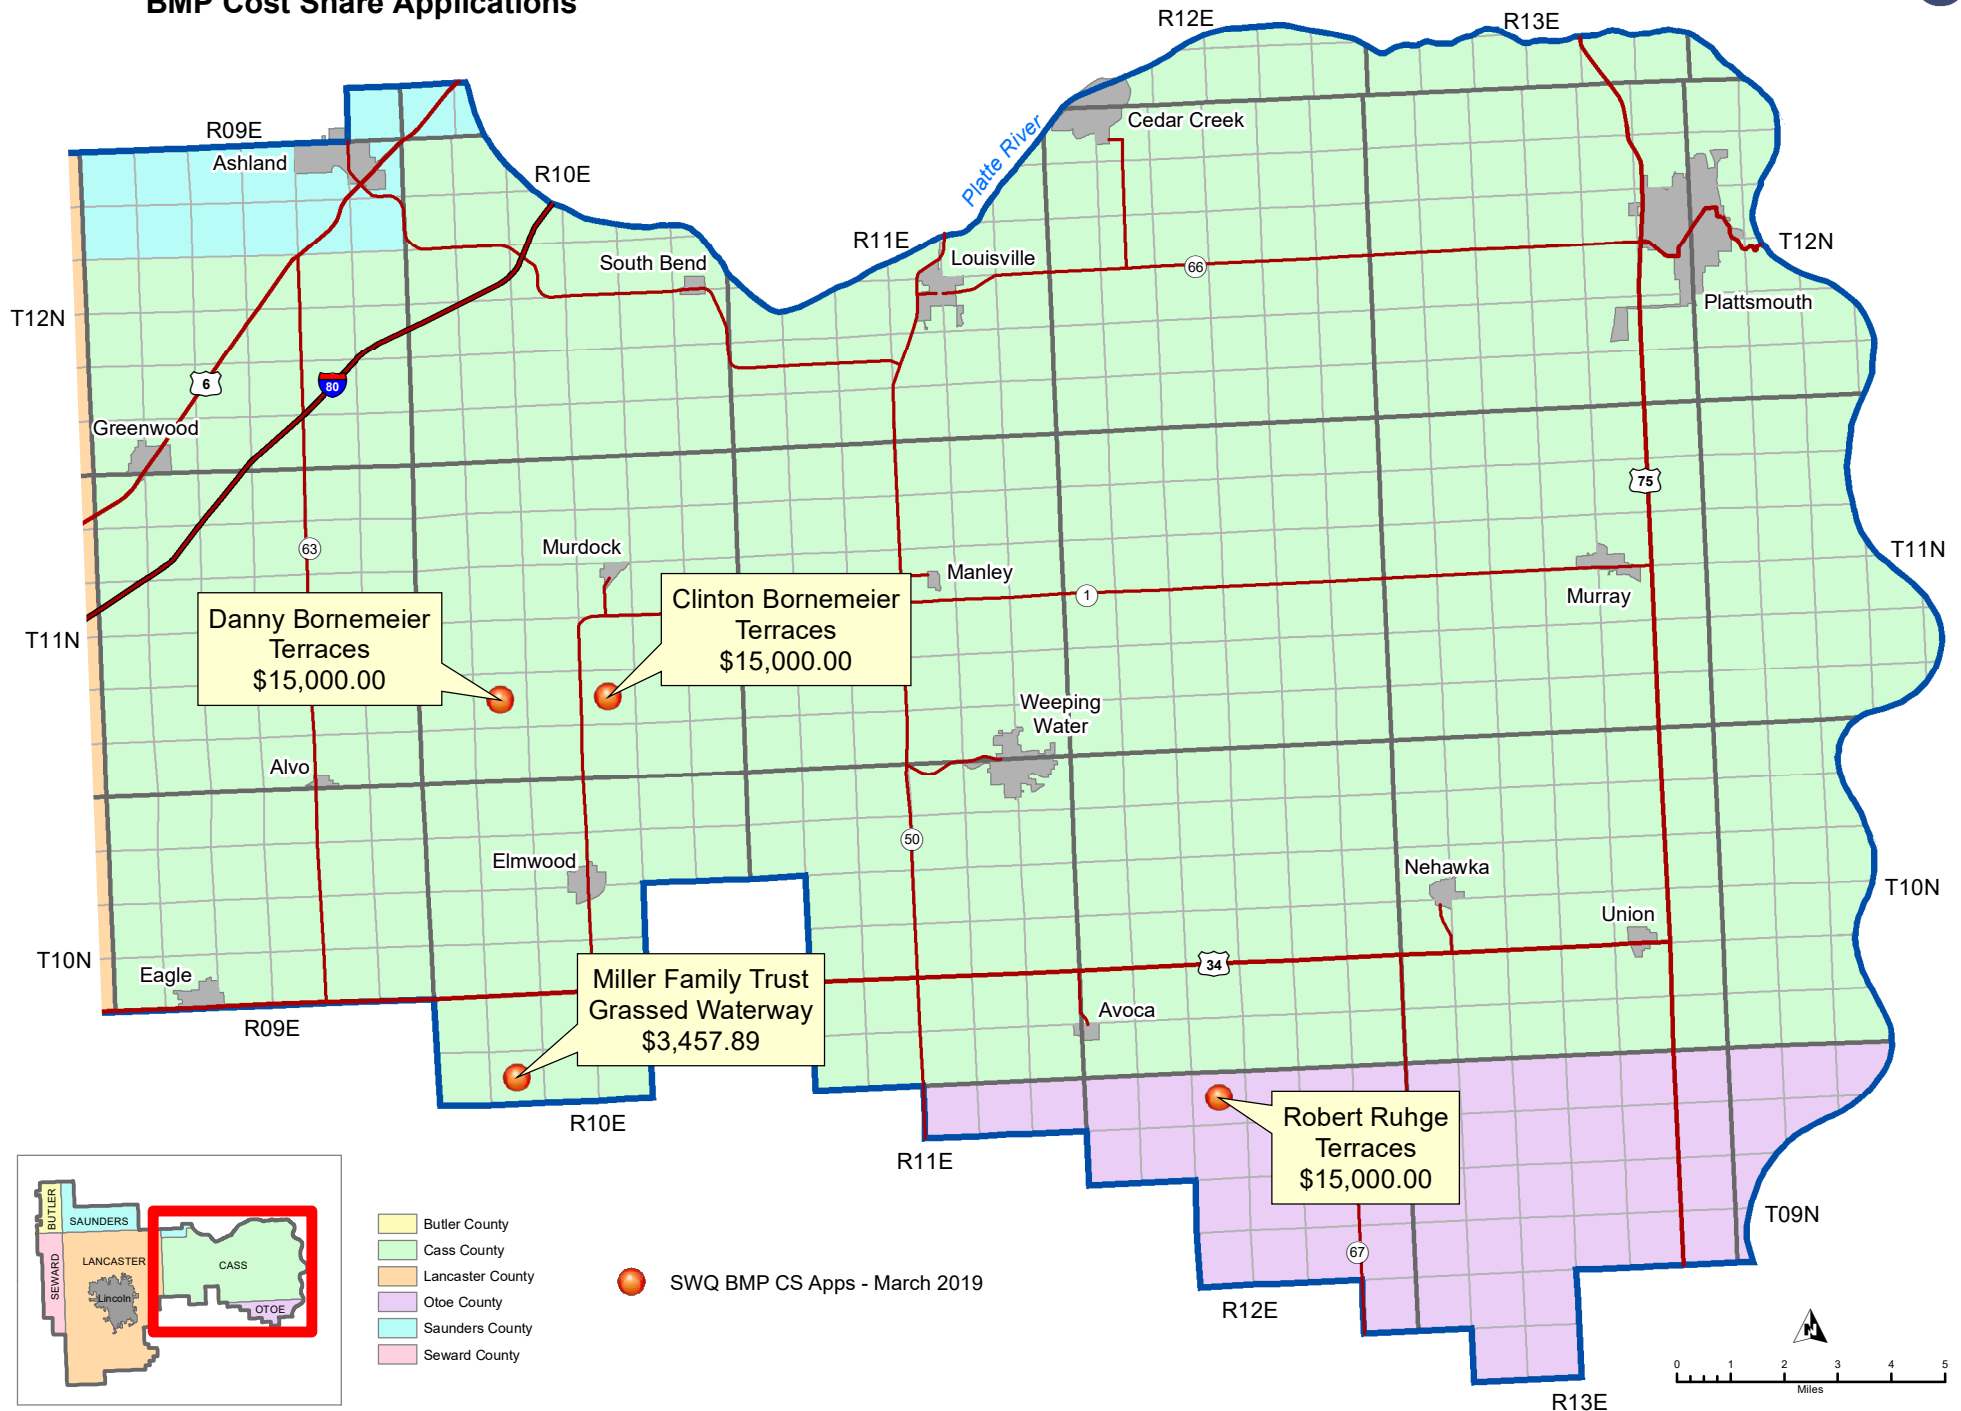 BMP Cost Share Applications
R12E
R13E
R09E
Ashland
R10E
Platte River
Cedar Creek
R11E
Louisville
South Bend
66
T12N
Plattsmouth
T12N
6
80
Greenwood
75
63
Murdock
Manley
1
T11N
Murray
T11N
Danny Bornemeier
Terraces
$15,000.00
Clinton Bornemeier
Terraces
$15,000.00
Weeping
Water
Alvo
50
Elmwood
Nehawka
T10N
Union
T10N
Eagle
34
R09E
Miller Family Trust
Grassed Waterway
$3,457.89
Avoca
R10E
R11E
Robert Ruhge
Terraces
$15,000.00
T09N
67
R12E
R13E
BUTLER
SAUNDERS
SEWARD
LANCASTER
Lincoln
CASS
OTOE
Butler County
Cass County
Lancaster County
Otoe County
Saunders County
Seward County
SWQ BMP CS Apps - March 2019
N
0 1 2 3 4 5
Miles